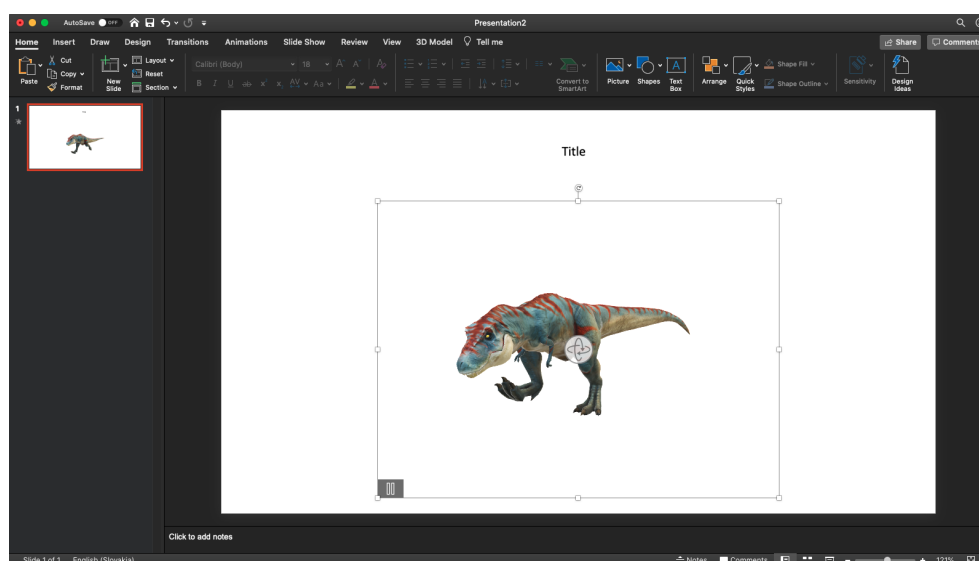 AutoSave OFF Presentation2
Home Insert Draw Design Transitions Animations Slide Show Review View 3D Model Tell me Share Comments
Paste Cut Copy Format New Slide Layout Reset Section Calibri (Body) 18 Convert to SmartArt Picture Shapes Text Box Arrange Quick Styles Shape Fill Shape Outline Sensitivity Design Ideas
1
Title
Click to add notes
Slide 1 of 1 English (Slovakia) Notes Comments 121%